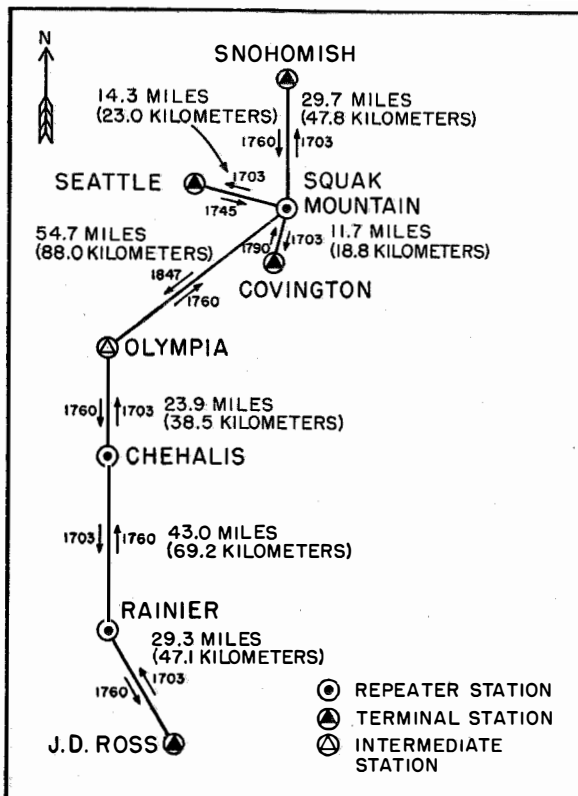 N
SNOHOMISH
14.3 MILES
(23.0 KILOMETERS)
29.7 MILES
(47.8 KILOMETERS)
1760
1703
1703
SEATTLE
SQUAK
MOUNTAIN
1745
54.7 MILES
(88.0 KILOMETERS)
1790
1703
11.7 MILES
(18.8 KILOMETERS)
COVINGTON
1847
1760
OLYMPIA
1760
1703
23.9 MILES
(38.5 KILOMETERS)
CHEHALIS
1703
1760
43.0 MILES
(69.2 KILOMETERS)
RAINIER
29.3 MILES
(47.1 KILOMETERS)
1760
1703
J.D. ROSS
REPEATER STATION
TERMINAL STATION
INTERMEDIATE
STATION